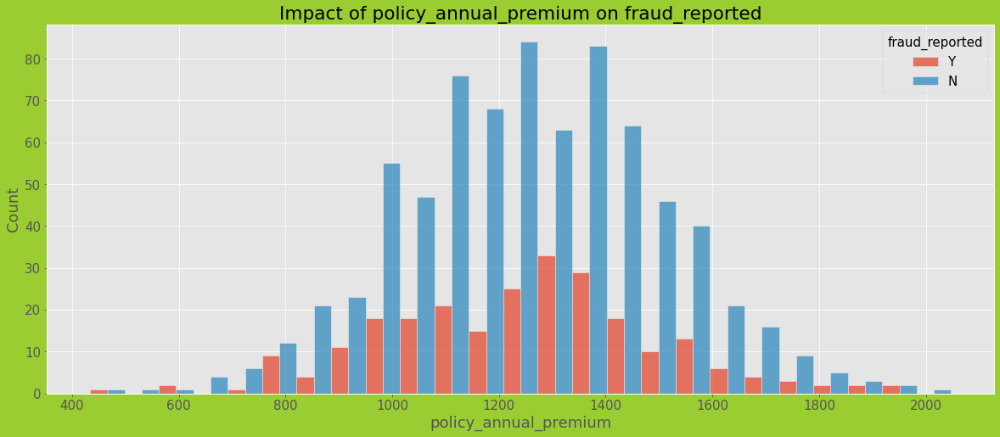 Impact of policy_annual_premium on fraud_reported
fraud_reported
Y
N
Count
80
70
60
50
40
30
20
10
0
400 600 800 1000 1200 1400 1600 1800 2000
policy_annual_premium